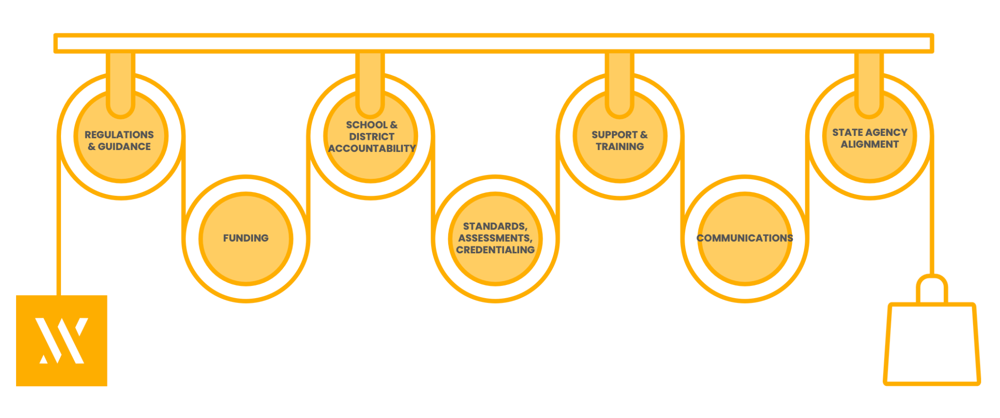 REGULATIONS
& GUIDANCE
FUNDING
SCHOOL &
DISTRICT
ACCOUNTABILITY
STANDARDS,
ASSESSMENTS,
CREDENTIALING
SUPPORT &
TRAINING
COMMUNICATIONS
STATE AGENCY
ALIGNMENT